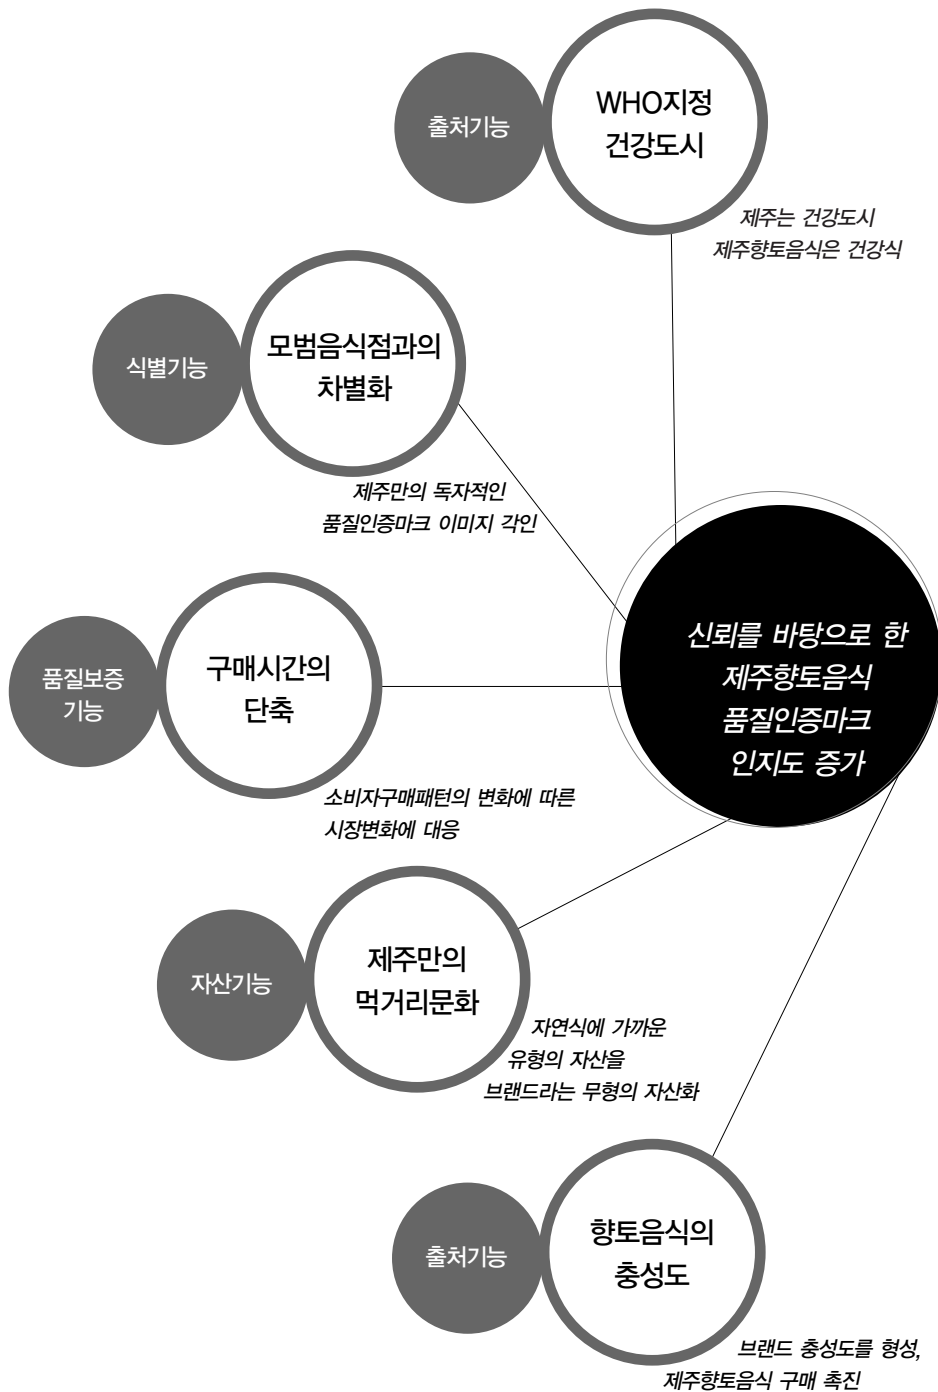 출처기능
WHO지정
건강도시
제주는 건강도시
제주향토음식은 건강식
식별기능
모범음식점과의
차별화
제주만의 독자적인
품질인증마크 이미지 각인
품질보증
기능
구매시간의
단축
소비자구매패턴의 변화에 따른
시장변화에 대응
신뢰를 바탕으로 한
제주향토음식
품질인증마크
인지도 증가
자산기능
제주만의
먹거리문화
자연식에 가까운
유형의 자산을
브랜드라는 무형의 자산화
출처기능
향토음식의
충성도
브랜드 충성도를 형성,
제주향토음식 구매 촉진